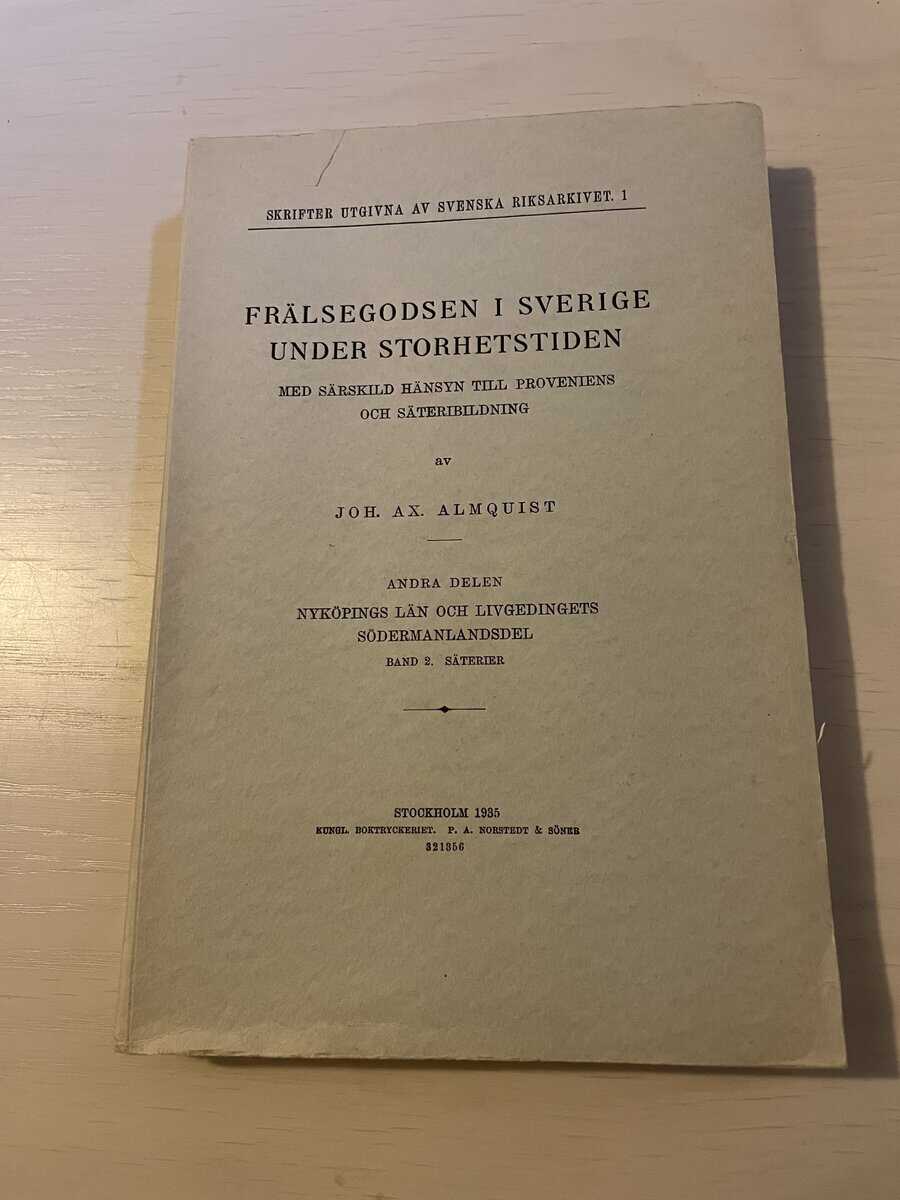 SKRIFTER UTGIVNA AV SVENSKA RIKSARKIVET. 1
FRÄLSEGODSEN I SVERIGE
UNDER STORHETSTIDEN
MED SÄRSKILD HÄNSYN TILL PROVENIENS
OCH SÄTERIBILDNING
av
JOH. AX. ALMQUIST
ANDRA DELEN
NYKÖPINGS LÄN OCH LIVGEDINGETS
SÖDERMANLANDSDEL
BAND 2. SÄTERIER
STOCKHOLM 1935
KUNGL. BOKTRYCKERIET. P. A. NORSTEDT & SÖNER
321356